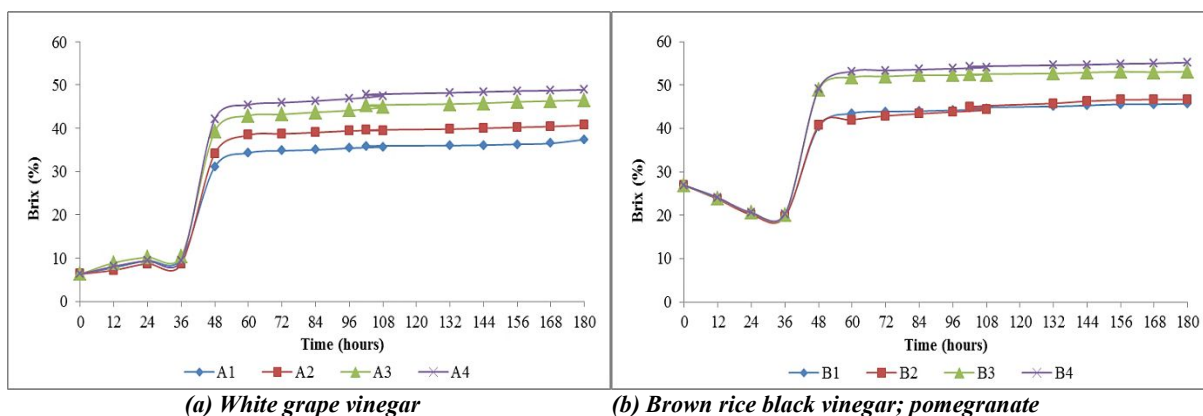 60
50
40
30
20
10
0
Brix (%)
0 12 24 36 48 60 72 84 96 108 132 144 156 168 180
Time (hours)
A1 A2 A3 A4
(a) White grape vinegar
60
50
40
30
20
10
0
Brix (%)
0 12 24 36 48 60 72 84 96 108 132 144 156 168 180
Time (hours)
B1 B2 B3 B4
(b) Brown rice black vinegar; pomegranate